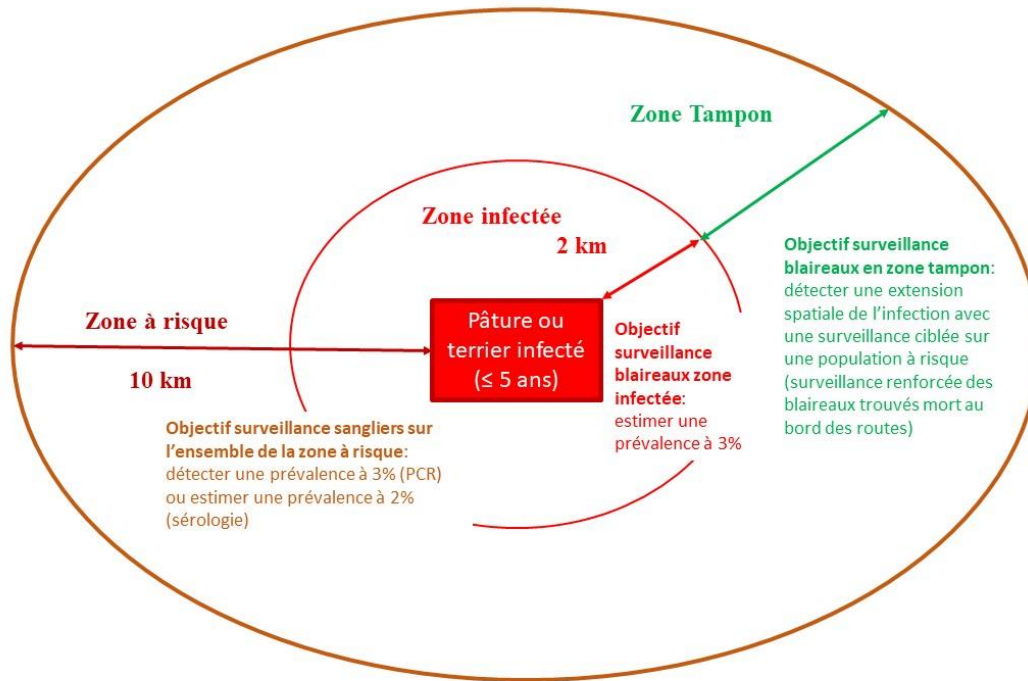 Zone Tampon
Zone infectée
2 km
Zone à risque
10 km
Pâture ou
terrier infecté
(≤ 5 ans)
Objectif
surveillance
blaireaux zone
infectée:
estimer une
prévalence à 3%
Objectif surveillance
blaireaux en zone tampon:
détecter une extension
spatiale de l'infection avec
une surveillance ciblée sur
une population à risque
(surveillance renforcée des
blaireaux trouvés mort au
bord des routes)
Objectif surveillance sangliers sur
l'ensemble de la zone à risque:
détecter une prévalence à 3% (PCR)
ou estimer une prévalence à 2%
(sérologie)